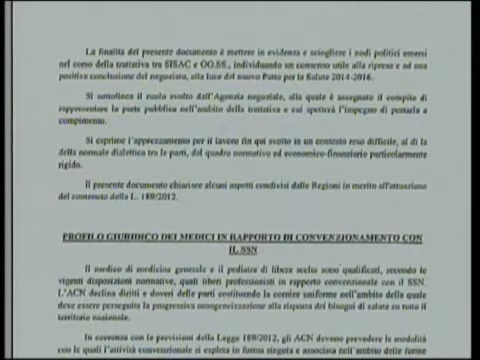 La finalità del presente documento è mettere in evidenza e sciogliere i nodi politici emersi
nel corso della trattativa tra SISAC e OO.SS., individuando un consenso utile alla ripresa e ad una
positiva conclusione del negoziato, alla luce del nuovo Patto per la Salute 2014-2016.
Si sottolinea il ruolo svolto dall'Agenzia negoziale, alla quale è assegnato il compito di
rappresentare la parte pubblica nell'ambito della trattativa e cui spetterà l'impegno di portarla a
compimento.
Si esprime l'apprezzamento per il lavoro fin qui svolto in un contesto reso difficile, al di là
della normale dialettica tra le parti, dal quadro normativo ed economico-finanziario particolarmente
rigido.
Il presente documento chiarisce alcuni aspetti condivisi dalle Regioni in merito all'attuazione
del contenuto della L. 189/2012.
PROFILO GIURIDICO DEI MEDICI IN RAPPORTO DI CONVENZIONAMENTO CON
IL SSN
Il medico di medicina generale e il pediatra di libera scelta sono qualificati, secondo le
vigenti disposizioni normative, quali liberi professionisti in rapporto convenzionale con il SSN.
L'ACN declina diritti e doveri delle parti costituendo la cornice uniforme nell'ambito della quale
deve essere perseguita la progressiva omogeneizzazione alla risposta dei bisogni di salute su tutto il
territorio nazionale.
In coerenza con le previsioni della Legge 189/2012, gli ACN devono prevedere le modalità
con le quali l'attività convenzionale si espleta in forma singola e associata nell'ambito delle forme